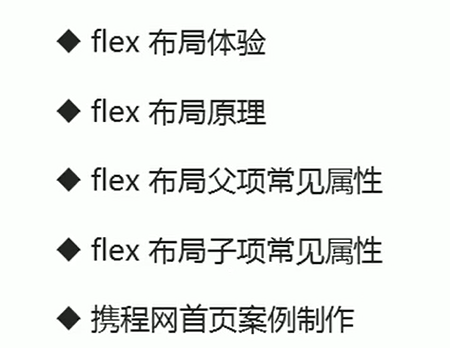 ◆ flex 布局体验
◆ flex 布局原理
◆ flex 布局父项常见属性
◆ flex 布局子项常见属性
◆ 携程网首页案例制作